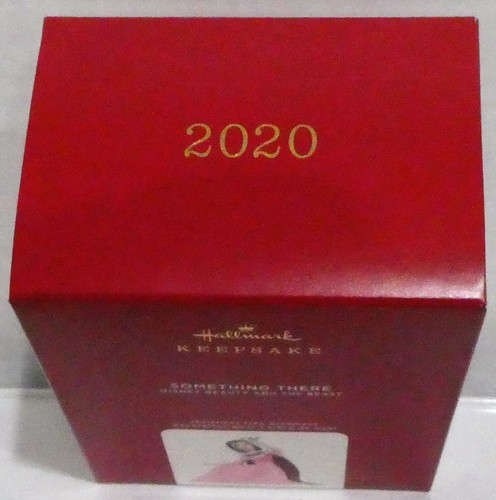 2020
Hallmark
KEEPSAKE
SOMETHING THERE
DISNEY BEAUTY AND THE BEAST